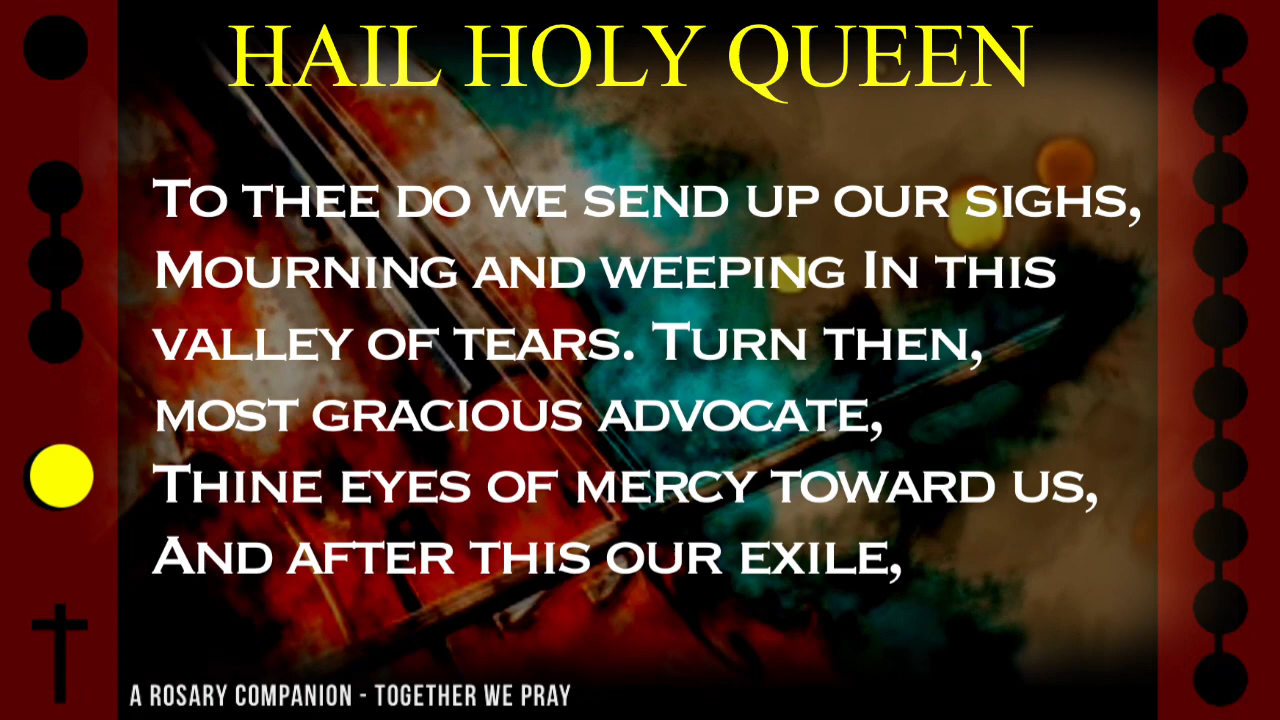 HAIL HOLY QUEEN
To thee do we send up our sighs,
Mourning and weeping In this
valley of tears. Turn then,
most gracious advocate,
Thine eyes of mercy toward us,
And after this our exile,
A ROSARY COMPANION - TOGETHER WE PRAY